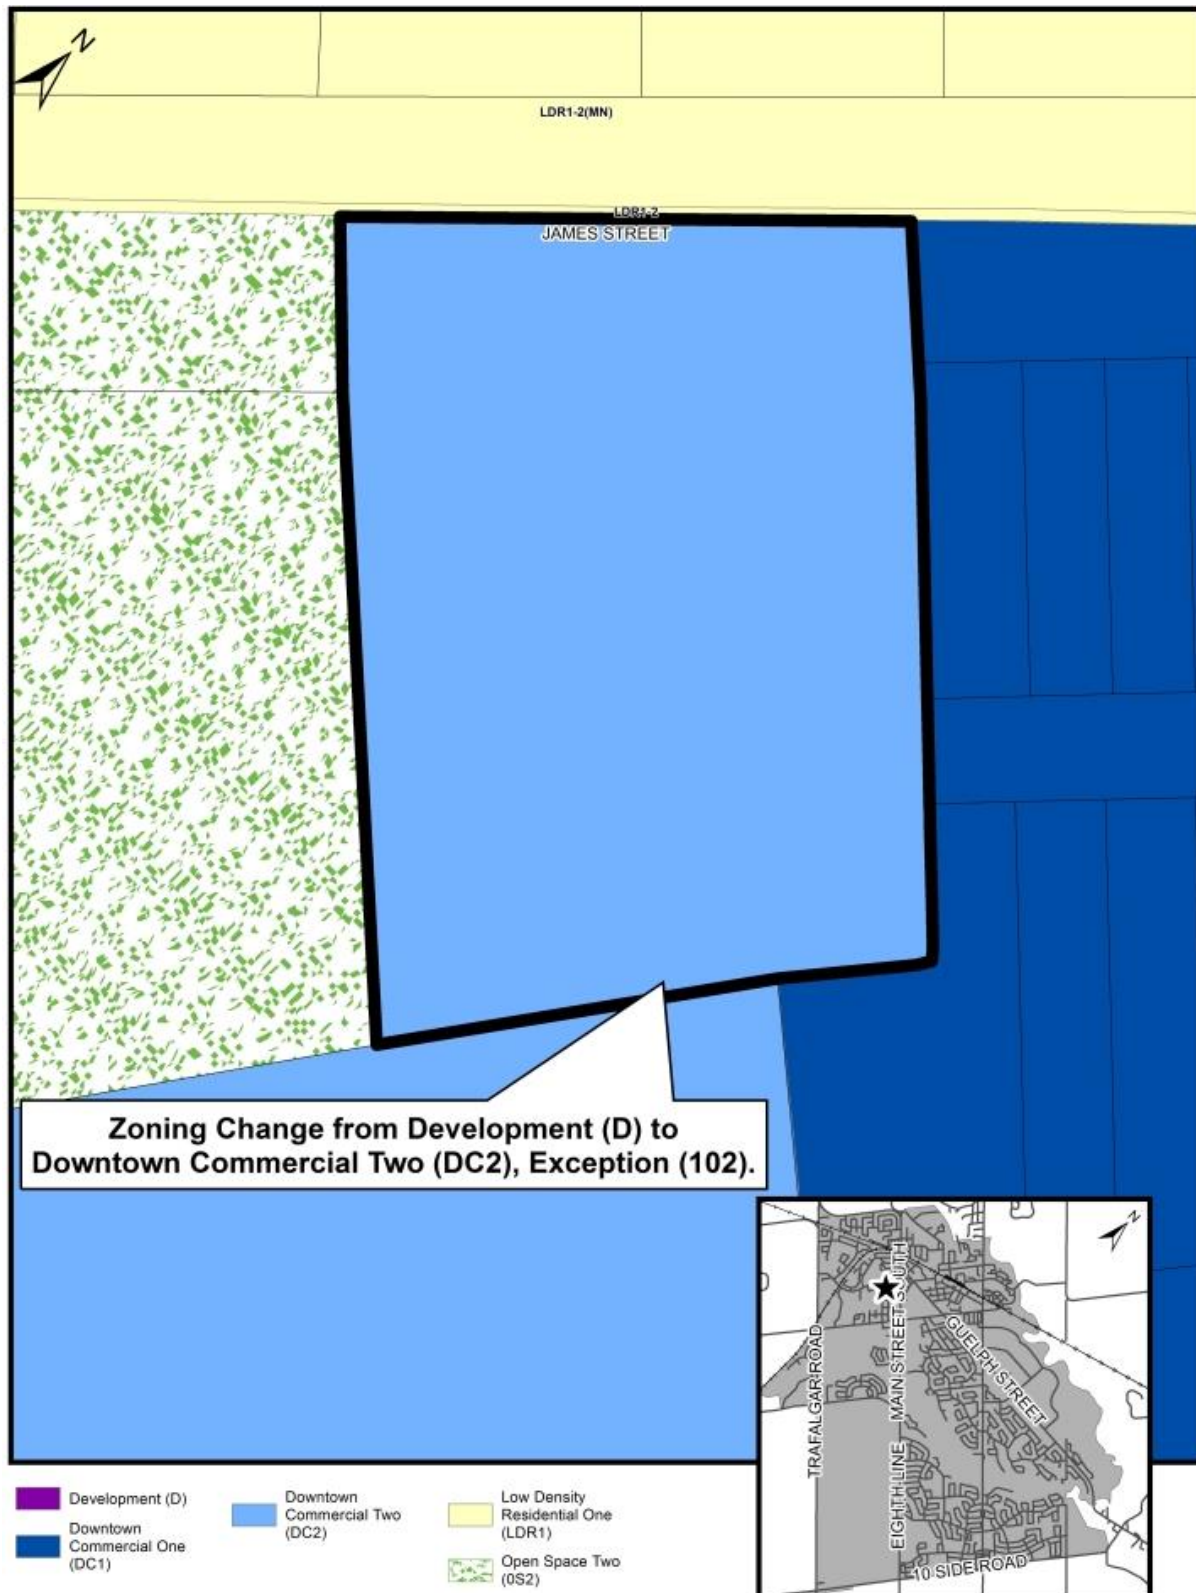 N
LDR1-2(MN)
LDR1-2
JAMES STREET
Zoning Change from Development (D) to
Downtown Commercial Two (DC2), Exception (102).
N
TRAFALGAR ROAD
EIGHTH LINE
MAIN STREET SOUTH
GUELPH STREET
10 SIDE ROAD
Development (D)
Downtown
Commercial One
(DC1)
Downtown
Commercial Two
(DC2)
Low Density
Residential One
(LDR1)
Open Space Two
(0S2)